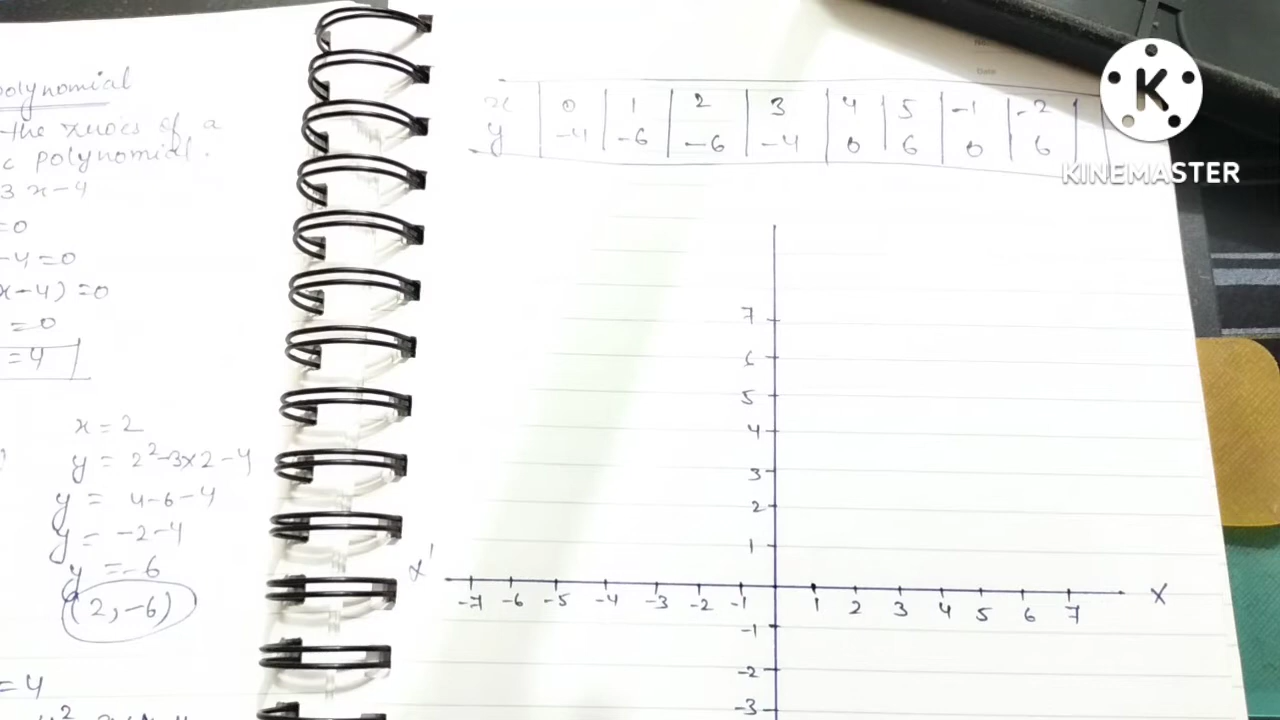 polynomial
the zeroes of a
c polynomial.
3x-4
=0
-4=0
x-4)=0
=0
=4
x=2
y = 2²-3×2-4
y = 4-6-4
y = -2-4
y = -6
(2,-6)
=4
x 0 1 2 3 4 5 -1 -2
y -4 -6 -6 -4 0 6 0 6
7
6
5
4
3
2
1
X' X
-7 -6 -5 -4 -3 -2 -1 1 2 3 4 5 6 7
-1
-2
-3
K
KINEMASTER